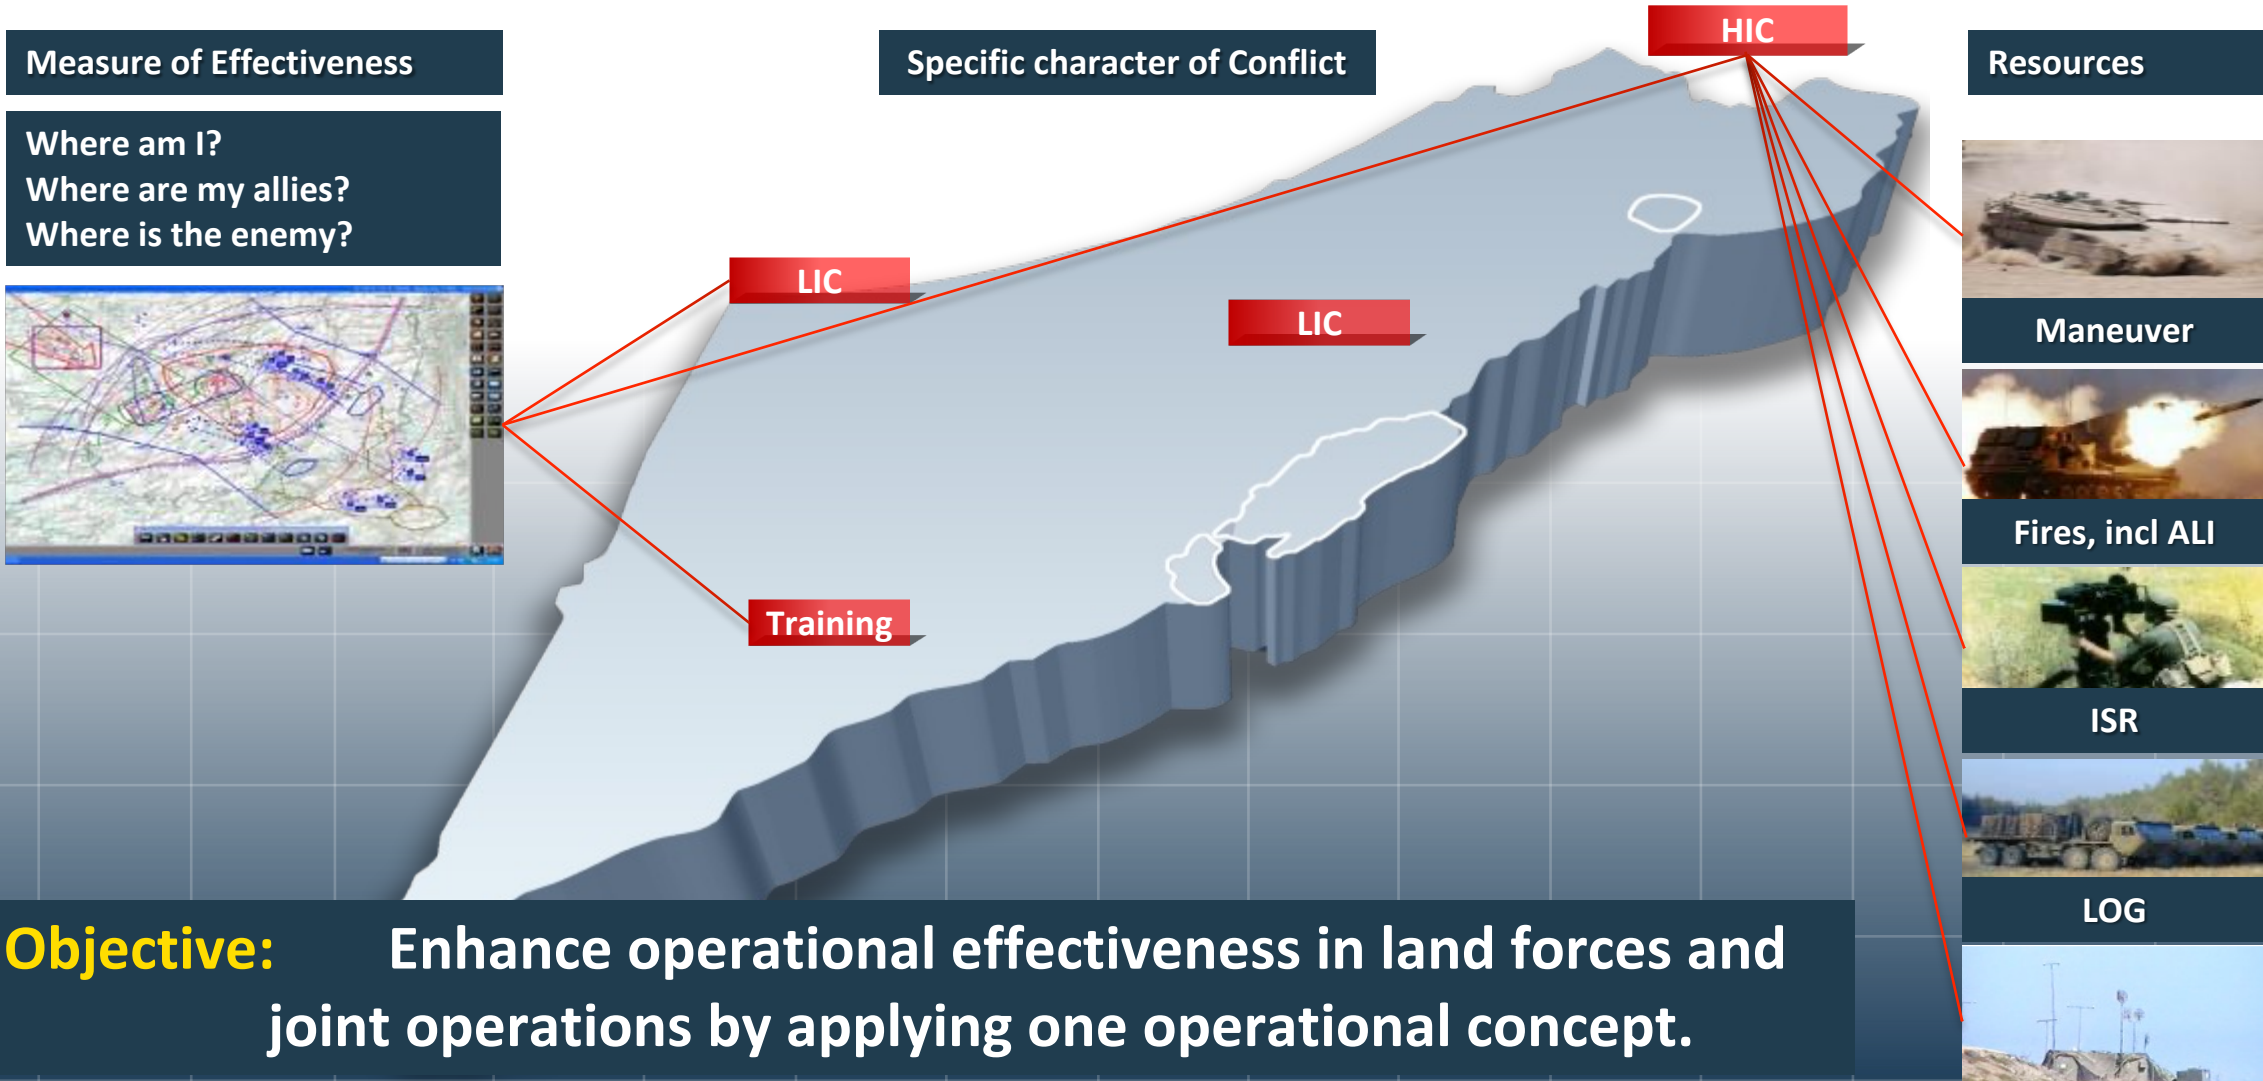 Measure of Effectiveness
Where am I?
Where are my allies?
Where is the enemy?
Specific character of Conflict
HIC
LIC
LIC
Training
Resources
Maneuver
Fires, incl ALI
ISR
LOG
Objective: Enhance operational effectiveness in land forces and
joint operations by applying one operational concept.